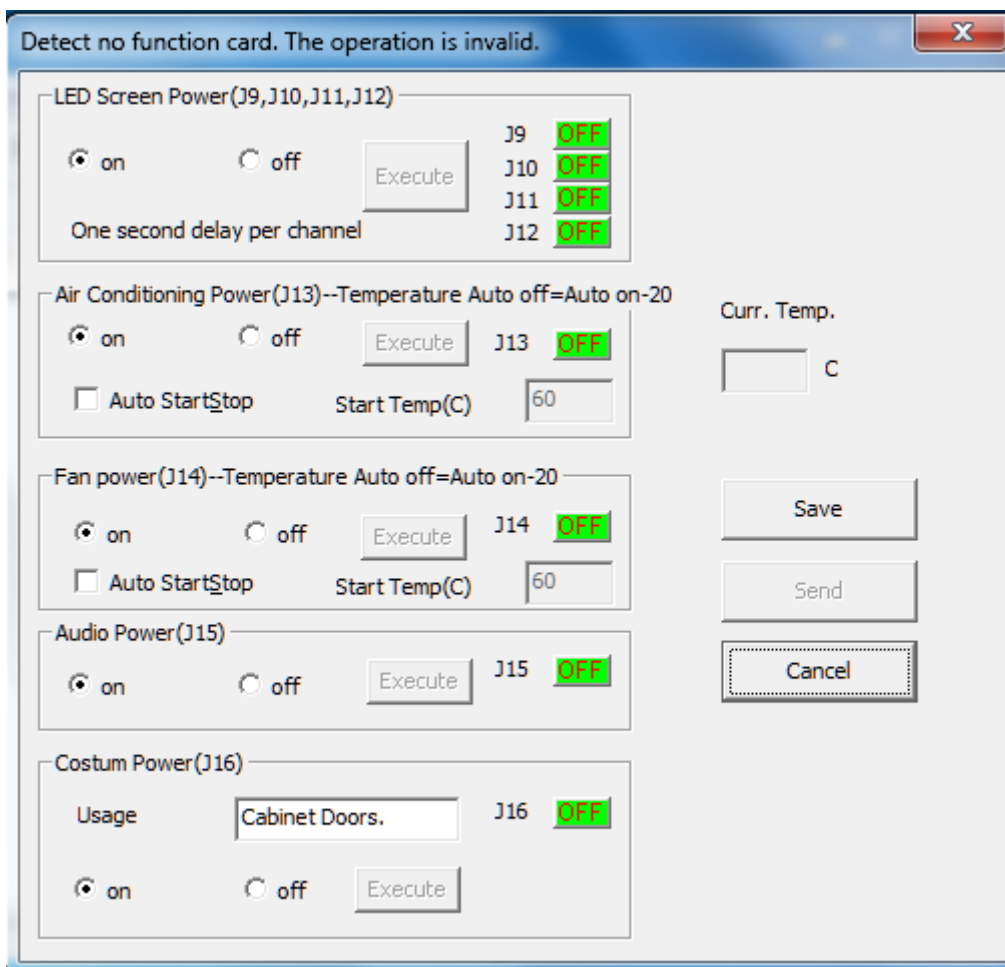 Detect no function card. The operation is invalid.
LED Screen Power(J9,J10,J11,J12)
on off Execute
J9 OFF
J10 OFF
J11 OFF
J12 OFF
One second delay per channel
Air Conditioning Power(J13)--Temperature Auto off=Auto on-20
on off Execute J13 OFF
Auto StartStop Start Temp(C) 60
Curr. Temp.
C
Fan power(J14)--Temperature Auto off=Auto on-20
on off Execute J14 OFF
Auto StartStop Start Temp(C) 60
Save
Send
Cancel
Audio Power(J15)
on off Execute J15 OFF
Costum Power(J16)
Usage Cabinet Doors. J16 OFF
on off Execute